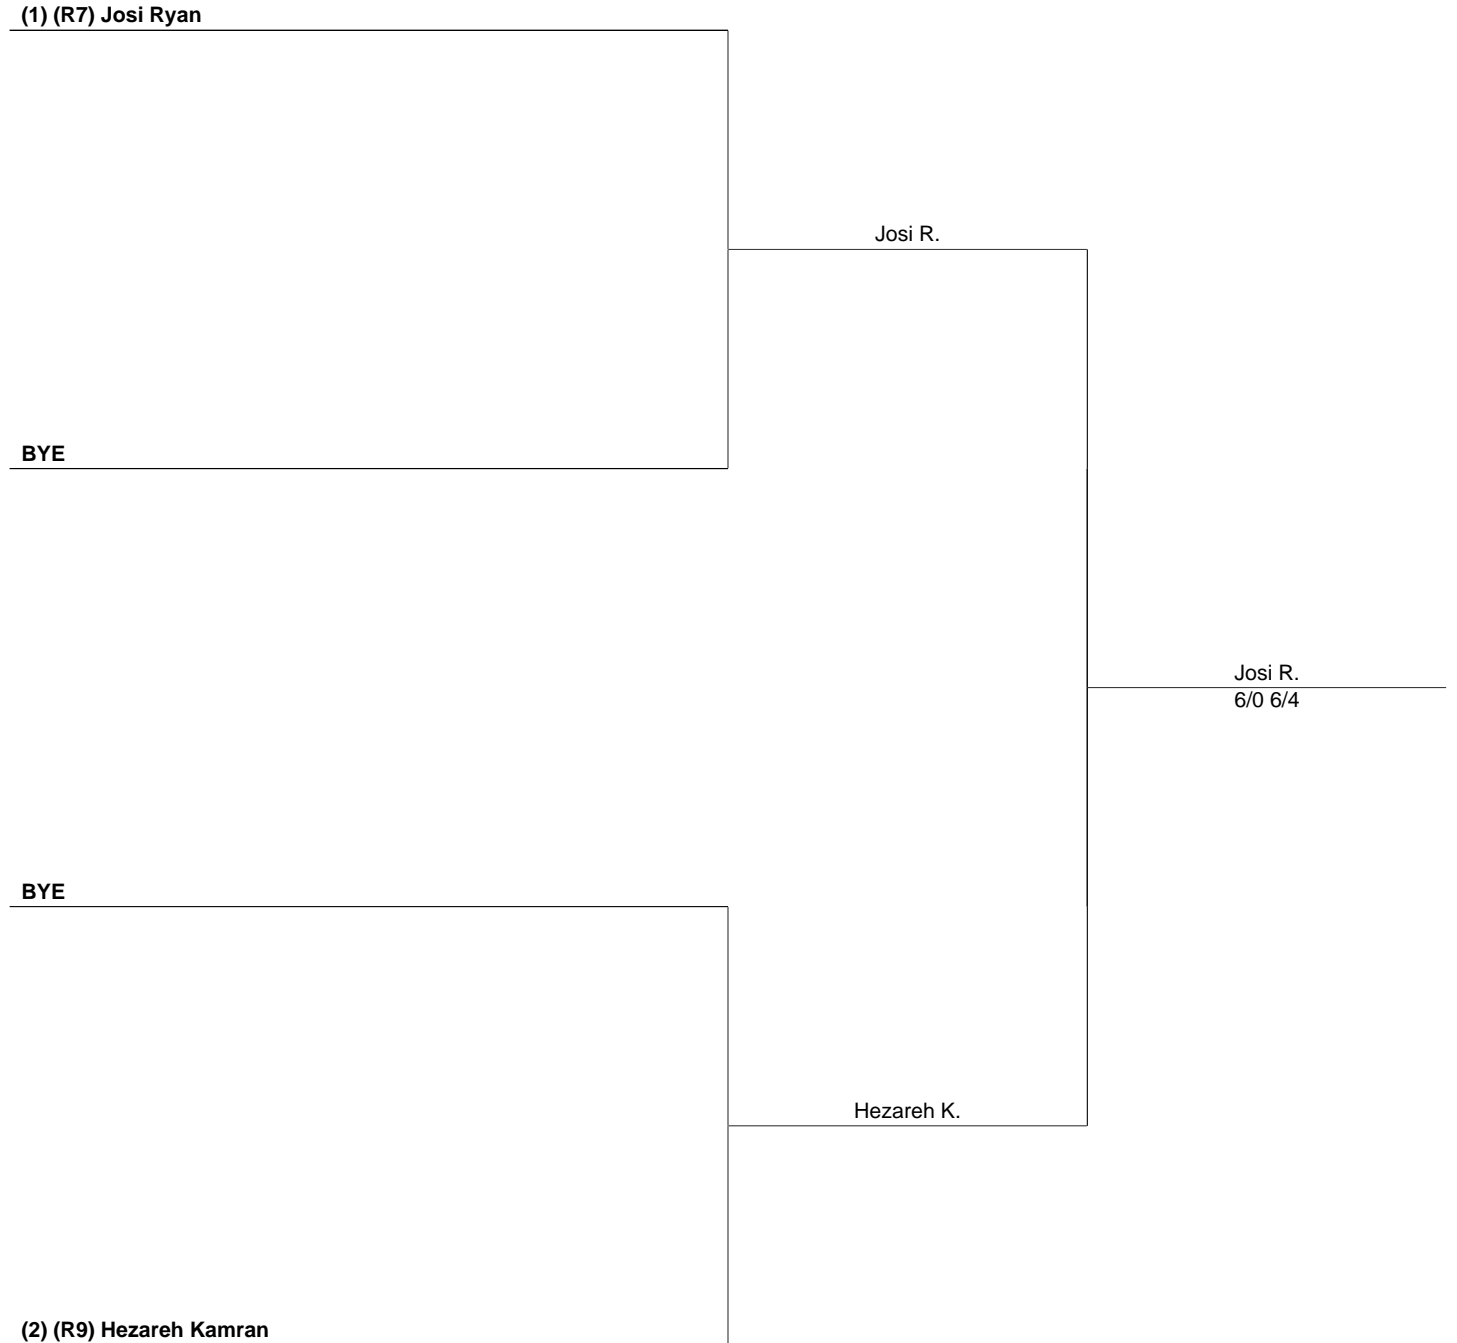 (1) (R7) Josi Ryan
Josi R.
BYE
Josi R.
6/0 6/4
BYE
Hezareh K.
(2) (R9) Hezareh Kamran